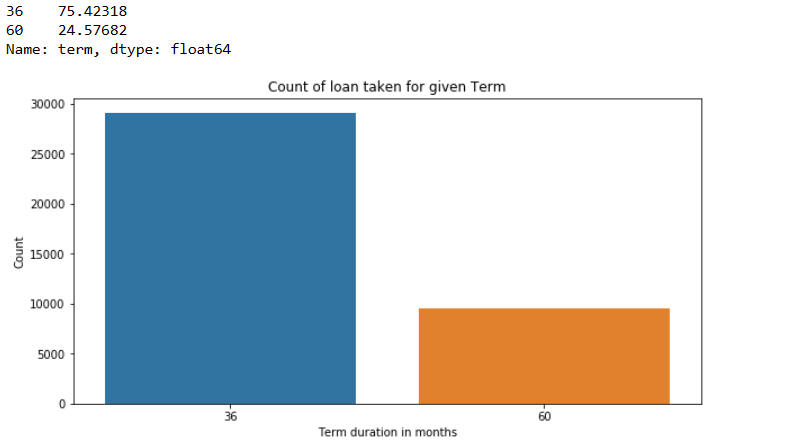 36    75.42318
60    24.57682
Name: term, dtype: float64
Count of loan taken for given Term
30000
25000
20000
15000
10000
5000
0
Count
36 60
Term duration in months